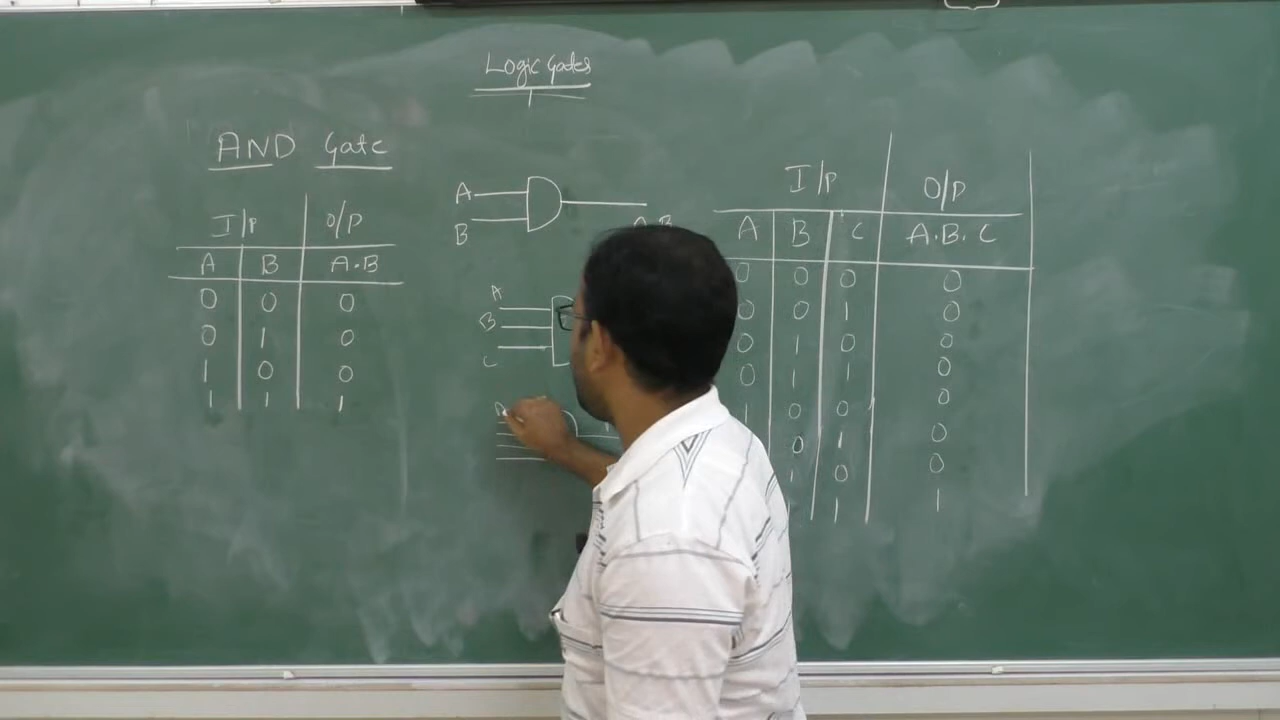 Logic Gates
AND Gate
I/P O/P
A B A.B
0 0 0
0 1 0
1 0 0
1 1 1
A
B
A.B
A
B
C
I/P O/P
A B C A.B.C
0 0 0 0
0 0 1 0
0 1 0 0
0 1 1 0
1 0 0 0
0 1 0
1 0 0
1 1